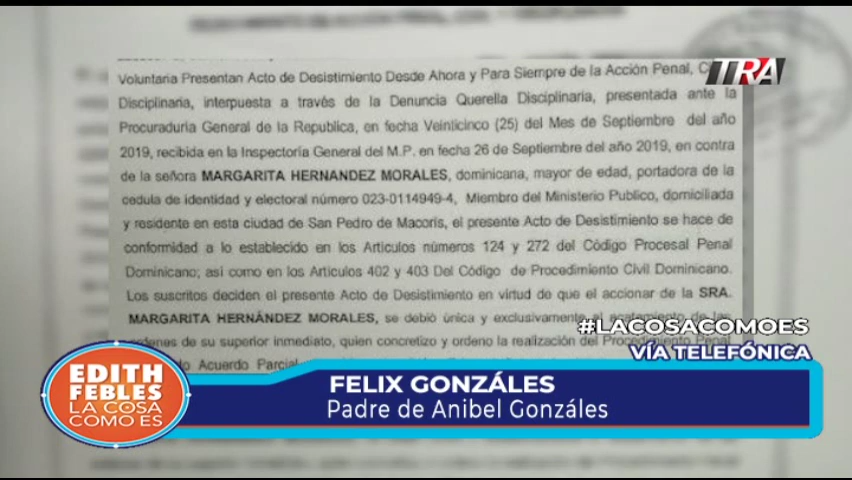 TRA
Voluntaria Presentan Acto de Desistimiento Desde Ahora y Para Siempre de la Acción Penal,
Disciplinaria, interpuesta a través de la Denuncia Querella Disciplinaria, presentada ante la
Procuraduría General de la Republica, en fecha Veinticinco (25) del Mes de Septiembre del año
2019, recibida en la Inspectoría General del M.P. en fecha 26 de Septiembre del año 2019, en contra
de la señora MARGARITA HERNANDEZ MORALES, dominicana, mayor de edad, portadora de la
cedula de identidad y electoral número 023-0114949-4, Miembro del Ministerio Publico, domiciliada
y residente en esta ciudad de San Pedro de Macorís, el presente Acto de Desistimiento se hace de
conformidad a lo establecido en los Articulos números 124 y 272 del Código Procesal Penal
Dominicano; así como en los Articulos 402 y 403 Del Código de Procedimiento Civil Dominicano.
Los suscritos deciden el presente Acto de Desistimiento en virtud de que el accionar de la SRA.
MARGARITA HERNÁNDEZ MORALES, se debió única y exclusivamente al acatamiento de las
de su superior inmediato, quien concretizo y ordeno la realización del Procedimiento Penal
Acuerdo Parcial
#LACOSACOMOES
VÍA TELEFÓNICA
EDITH
FEBLES
LA COSA
COMO ES
FELIX GONZÁLES
Padre de Anibel Gonzáles